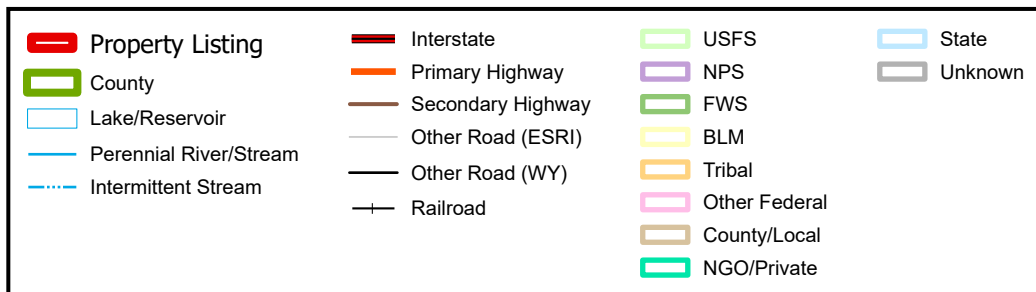 Property Listing
County
Lake/Reservoir
Perennial River/Stream
Intermittent Stream
Interstate
Primary Highway
Secondary Highway
Other Road (ESRI)
Other Road (WY)
Railroad
USFS
NPS
FWS
BLM
Tribal
Other Federal
County/Local
NGO/Private
State
Unknown